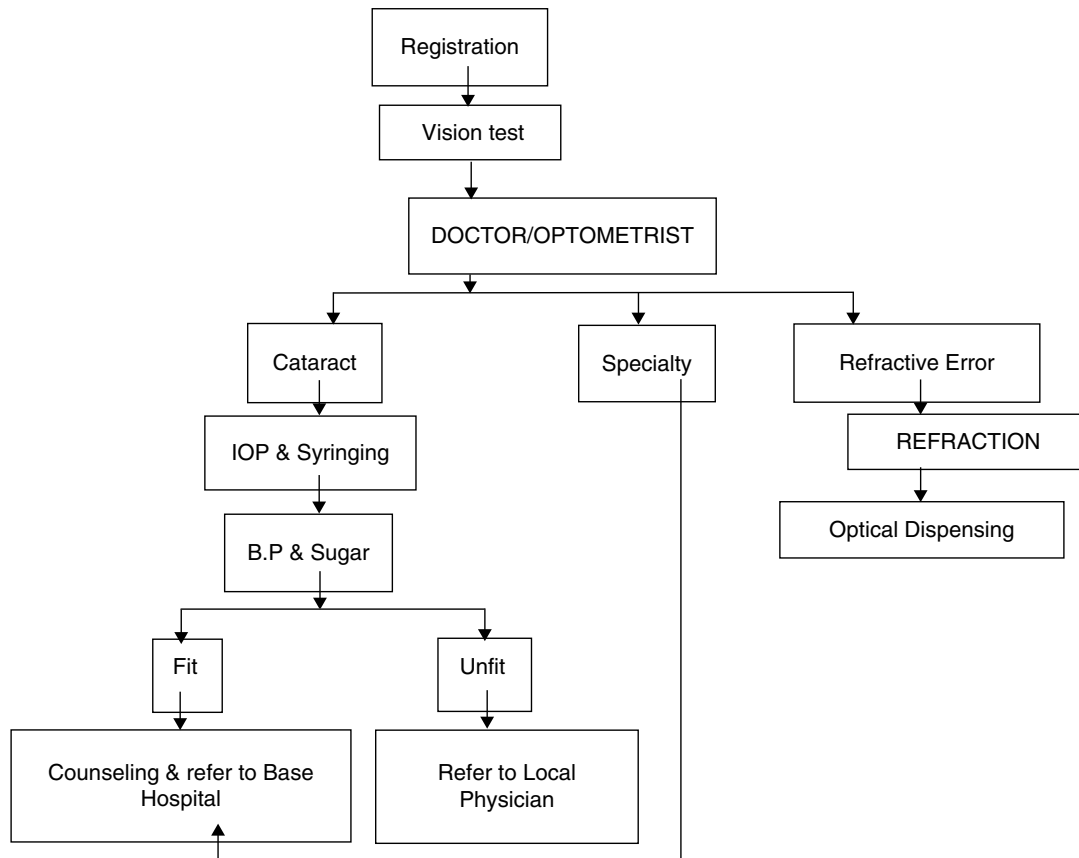 Registration
Vision test
DOCTOR/OPTOMETRIST
Cataract
Specialty
Refractive Error
IOP & Syringing
REFRACTION
B.P & Sugar
Optical Dispensing
Fit
Unfit
Counseling & refer to Base
Hospital
Refer to Local
Physician